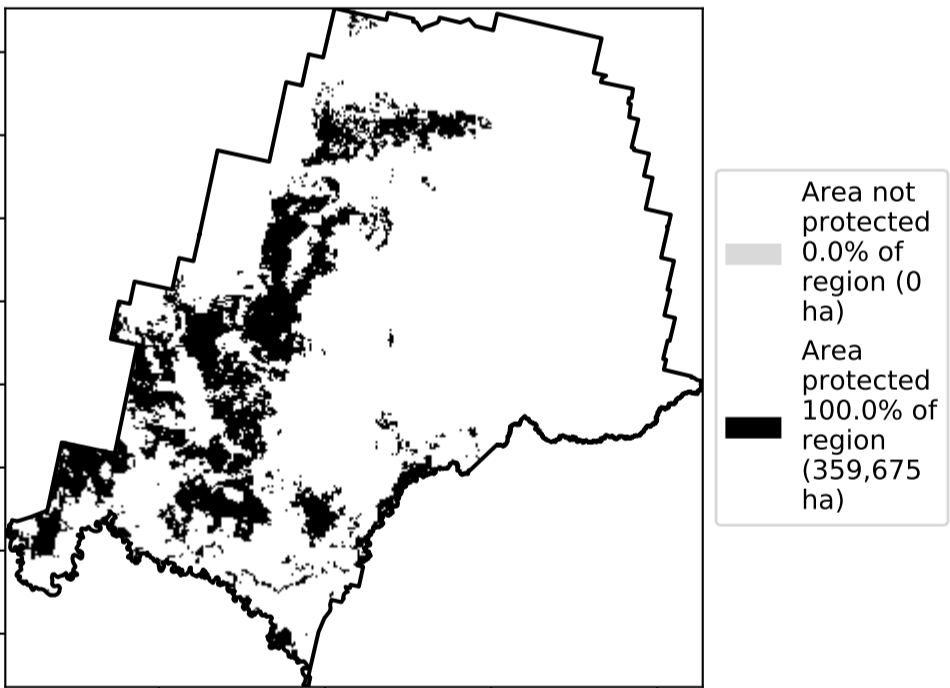 Area not
protected
0.0% of
region (0
ha)
Area
protected
100.0% of
region
(359,675
ha)